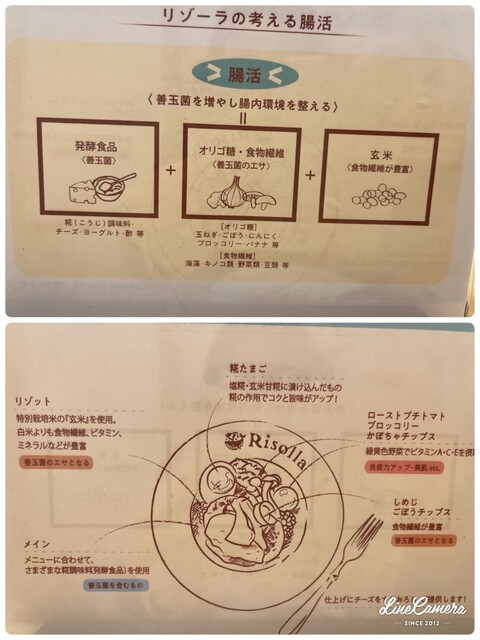 リゾーラの考える腸活
腸活
〈善玉菌を増やし腸内環境を整える〉
=
発酵食品
〈善玉菌〉
+
オリゴ糖・食物繊維
〈善玉菌のエサ〉
+
玄米
〈食物繊維が豊富〉
糀(こうじ)調味料・
チーズ・ヨーグルト・酢 等
[オリゴ糖]
玉ねぎ・ごぼう・にんにく・
ブロッコリー・バナナ 等
[食物繊維]
海藻・キノコ類・野菜類・豆類 等
糀たまご
塩糀・玄米甘糀に漬け込んだもの
糀の作用でコクと旨味がアップ!
リゾット
特別栽培米の『玄米』を使用。
白米よりも食物繊維、ビタミン、
ミネラルなどが豊富
善玉菌のエサとなる
Risolla
ローストプチトマト
ブロッコリー
かぼちゃチップス
緑黄色野菜でビタミンA・C・Eを摂
免疫力アップ・美肌 etc.
しめじ
ごぼうチップス
食物繊維が豊富
善玉菌のエサとなる
メイン
メニューに合わせて、
さまざまな糀調味料(発酵食品)を使用
善玉菌を含むもの
仕上げにチーズを
提供します!
LineCamera
SINCE 2012